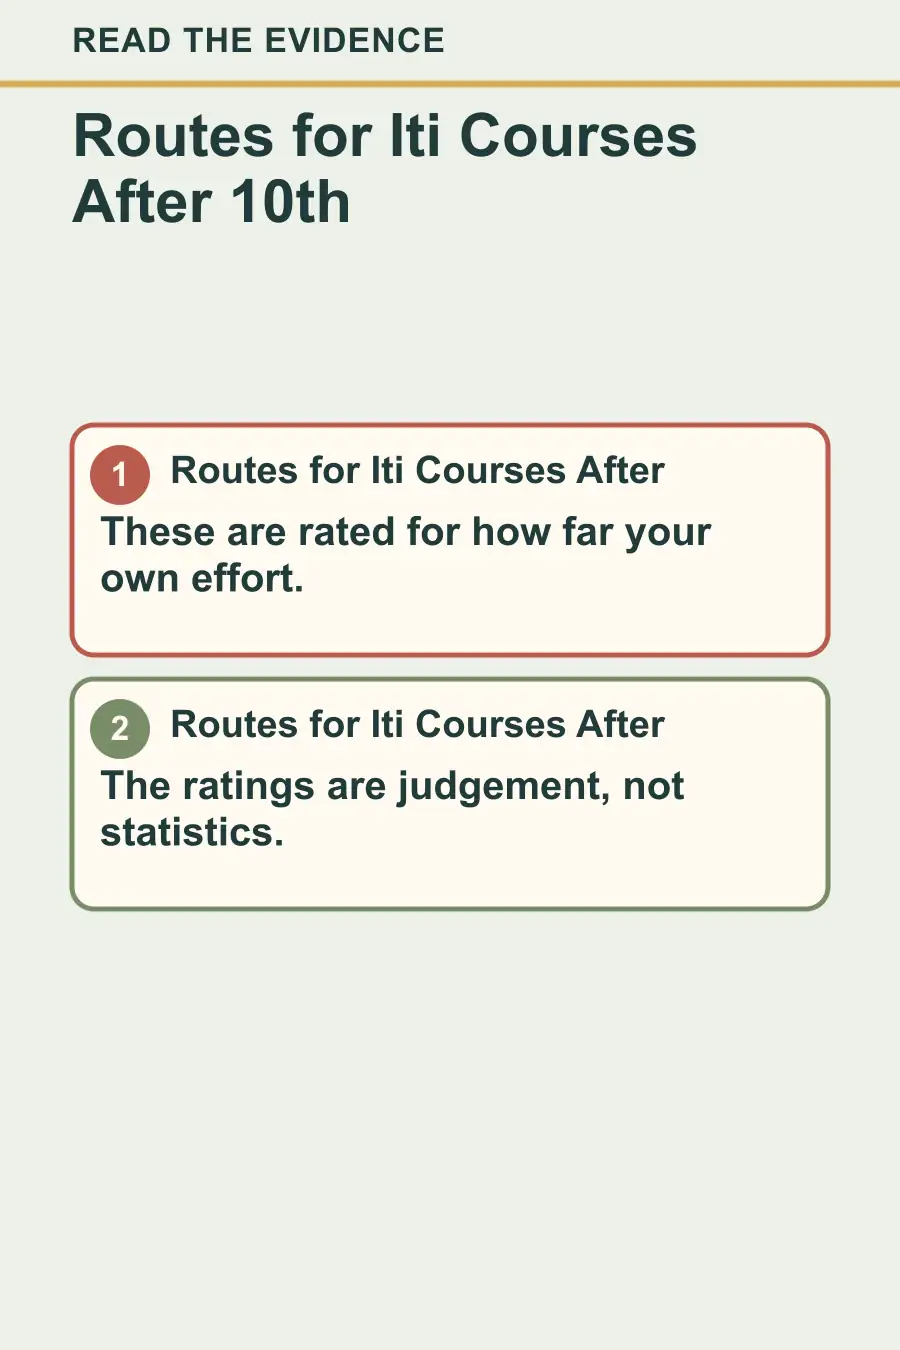 READ THE EVIDENCE
Routes for Iti Courses
After 10th
1 Routes for Iti Courses After
These are rated for how far your
own effort.
2 Routes for Iti Courses After
The ratings are judgement, not
statistics.